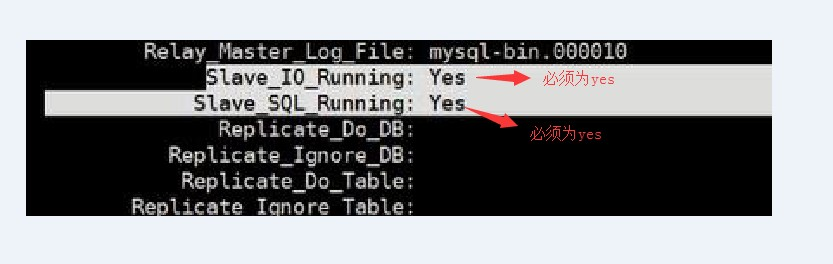 Relay_Master_Log_File: mysql-bin.000010
Slave_IO_Running: Yes 必须为yes
Slave_SQL_Running: Yes
Replicate_Do_DB:
必须为yes
Replicate_Ignore_DB:
Replicate_Do_Table:
Replicate_Ignore_Table: